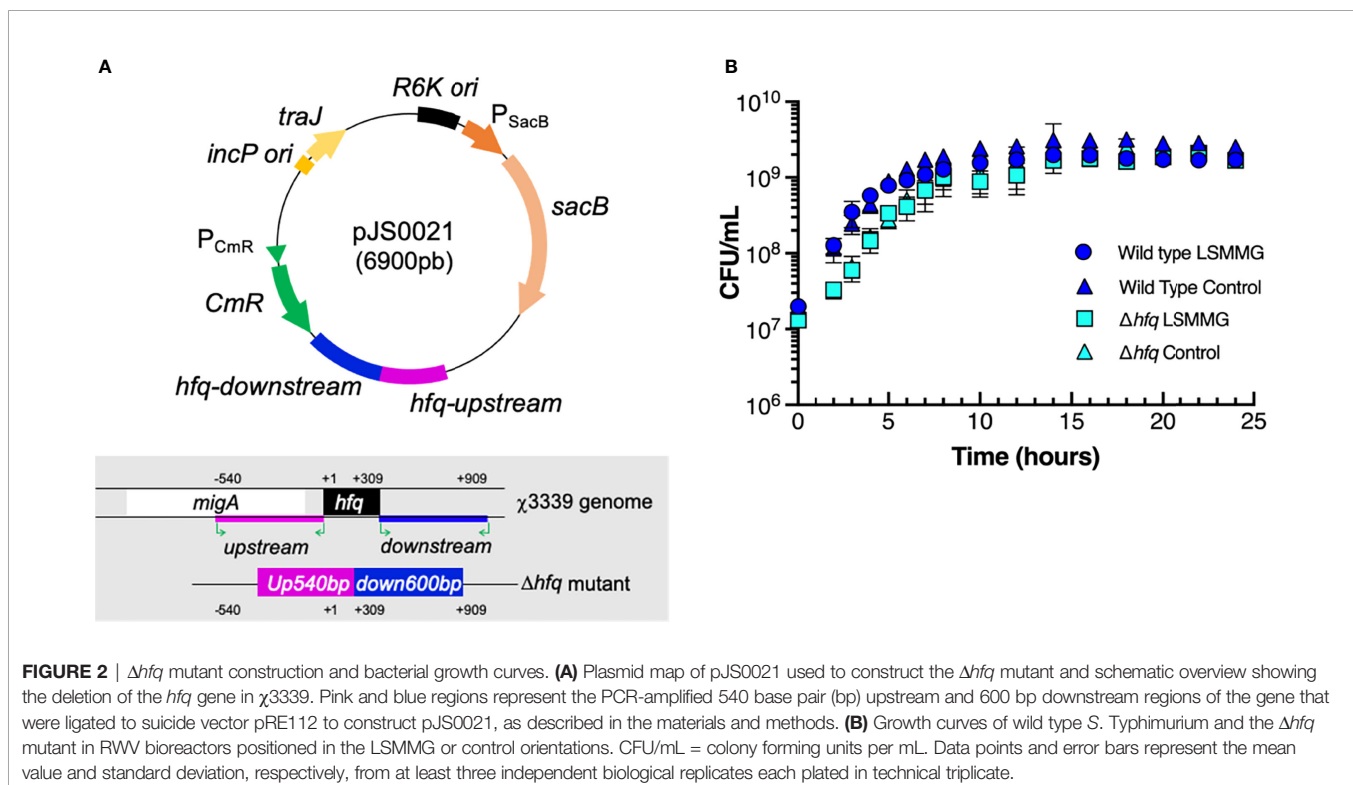 A
R6K ori
PSacB
traJ
incP ori
sacB
pJS0021
(6900pb)
PCmR
CmR
hfq-downstream
hfq-upstream
-540 +1 +309 +909
migA hfq χ3339 genome
upstream downstream
Up540bp down600bp Δhfq mutant
-540 +1 +309 +909
B
CFU/mL
10^10
10^9
10^8
10^7
10^6
0 5 10 15 20 25
Time (hours)
Wild type LSMMG
Wild Type Control
Δhfq LSMMG
Δhfq Control
FIGURE 2 | Δhfq mutant construction and bacterial growth curves. (A) Plasmid map of pJS0021 used to construct the Δhfq mutant and schematic overview showing
the deletion of the hfq gene in χ3339. Pink and blue regions represent the PCR-amplified 540 base pair (bp) upstream and 600 bp downstream regions of the gene that
were ligated to suicide vector pRE112 to construct pJS0021, as described in the materials and methods. (B) Growth curves of wild type S. Typhimurium and the Δhfq
mutant in RWV bioreactors positioned in the LSMMG or control orientations. CFU/mL = colony forming units per mL. Data points and error bars represent the mean
value and standard deviation, respectively, from at least three independent biological replicates each plated in technical triplicate.